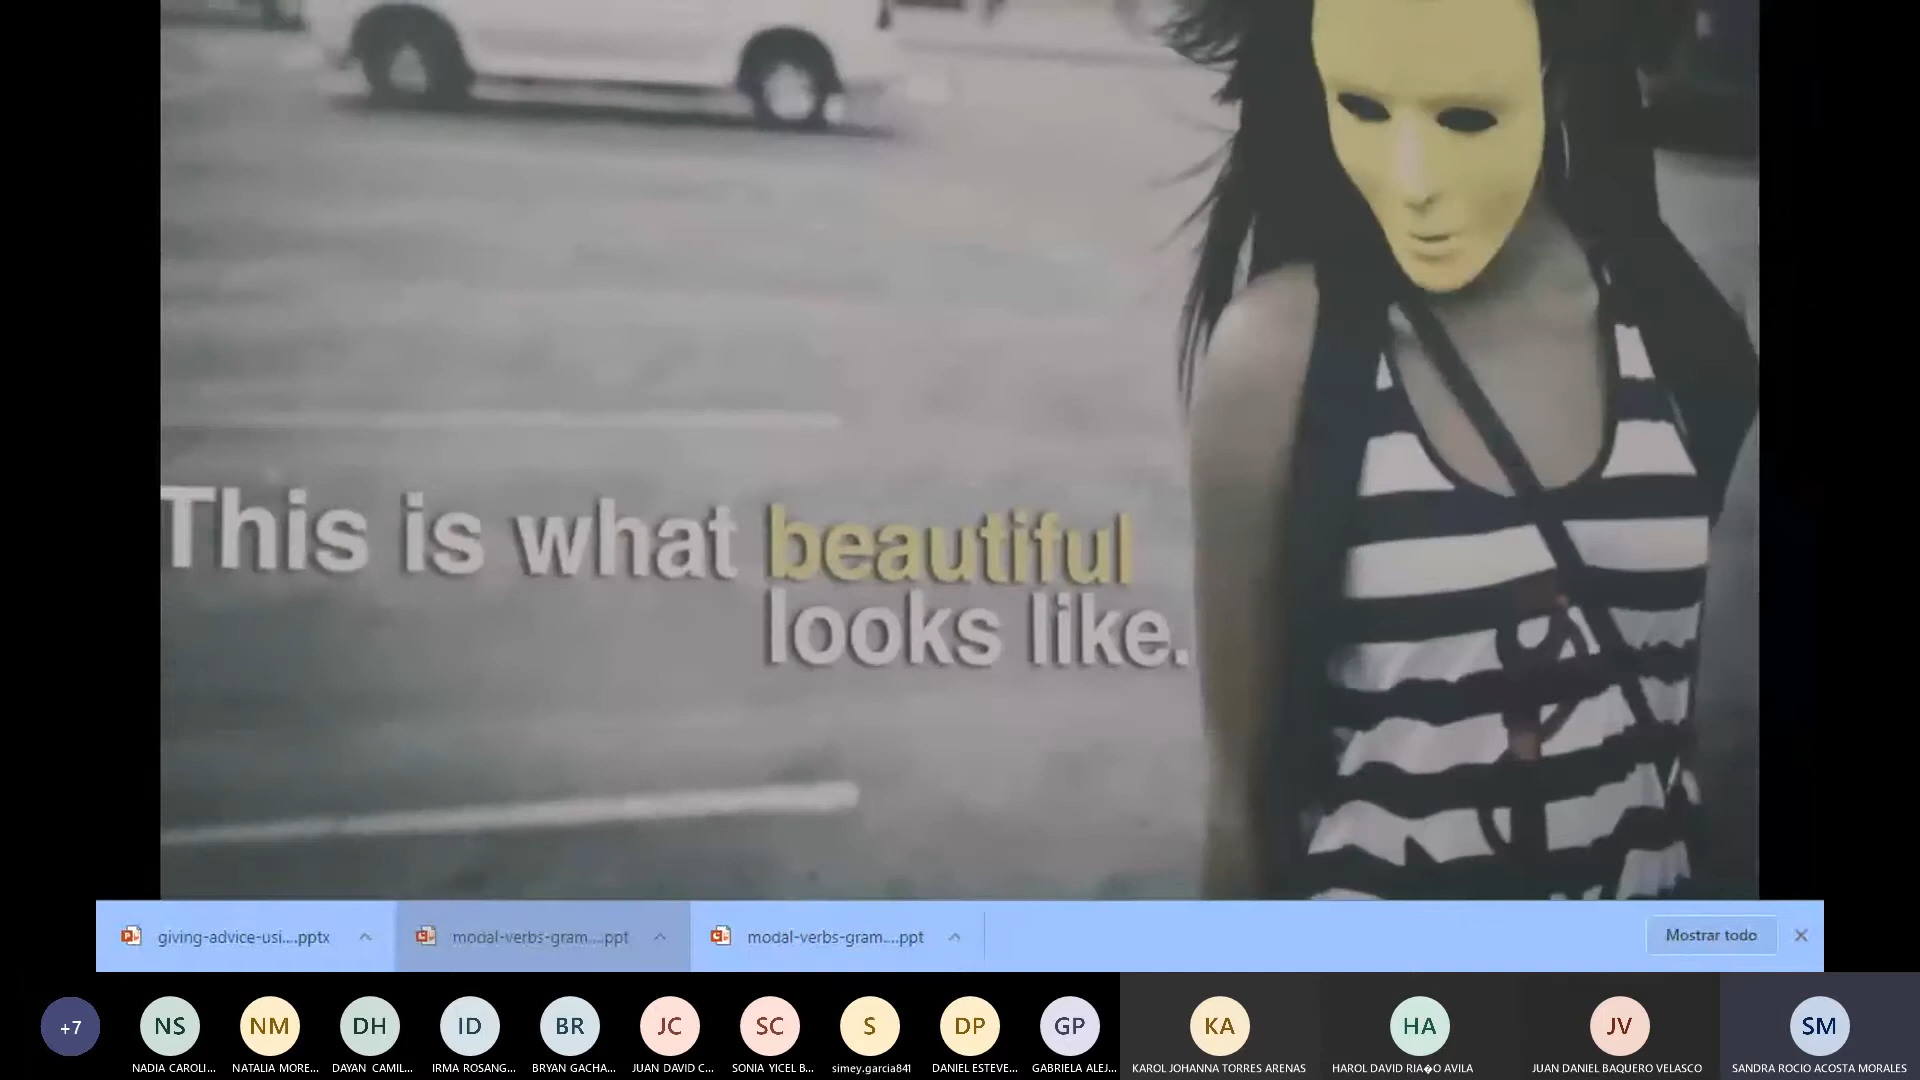 This is what beautiful
looks like.
giving-advice-usi....pptx
modal-verbs-gram....ppt
modal-verbs-gram....ppt
Mostrar todo
+7
NS
NM
DH
ID
BR
JC
SC
S
DP
GP
KA
HA
JV
SM
NADIA CAROLI...
NATALIA MORE...
DAYAN CAMIL...
IRMA ROSANG...
BRYAN GACHA...
JUAN DAVID C...
SONIA YICEL B...
simey.garcia841
DANIEL ESTEVE...
GABRIELA ALEJ...
KAROL JOHANNA TORRES ARENAS
HAROL DAVID RIA�O AVILA
JUAN DANIEL BAQUERO VELASCO
SANDRA ROCIO ACOSTA MORALES